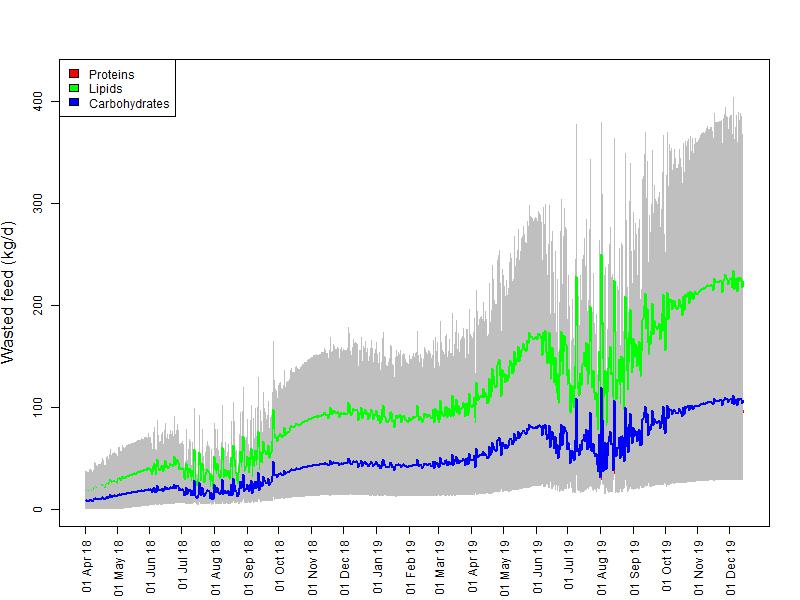 Proteins
Lipids
Carbohydrates
Wasted feed (kg/d)
400
300
200
100
0
01 Apr 18
01 May 18
01 Jun 18
01 Jul 18
01 Aug 18
01 Sep 18
01 Oct 18
01 Nov 18
01 Dec 18
01 Jan 19
01 Feb 19
01 Mar 19
01 Apr 19
01 May 19
01 Jun 19
01 Jul 19
01 Aug 19
01 Sep 19
01 Oct 19
01 Nov 19
01 Dec 19